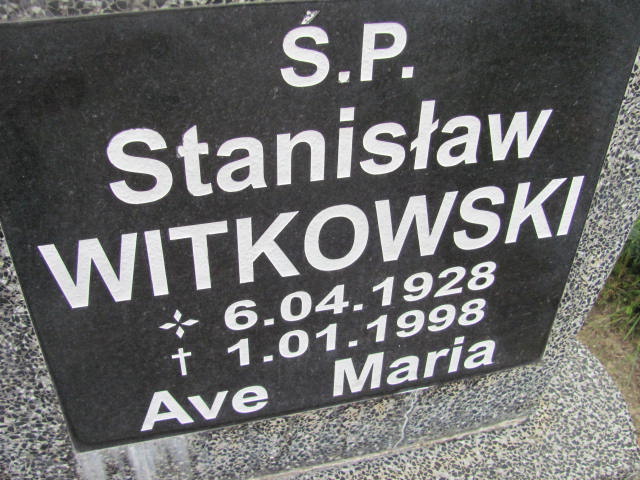 Ś.P.
Stanisław
WITKOWSKI
6.04.1928
† 1.01.1998
Ave Maria